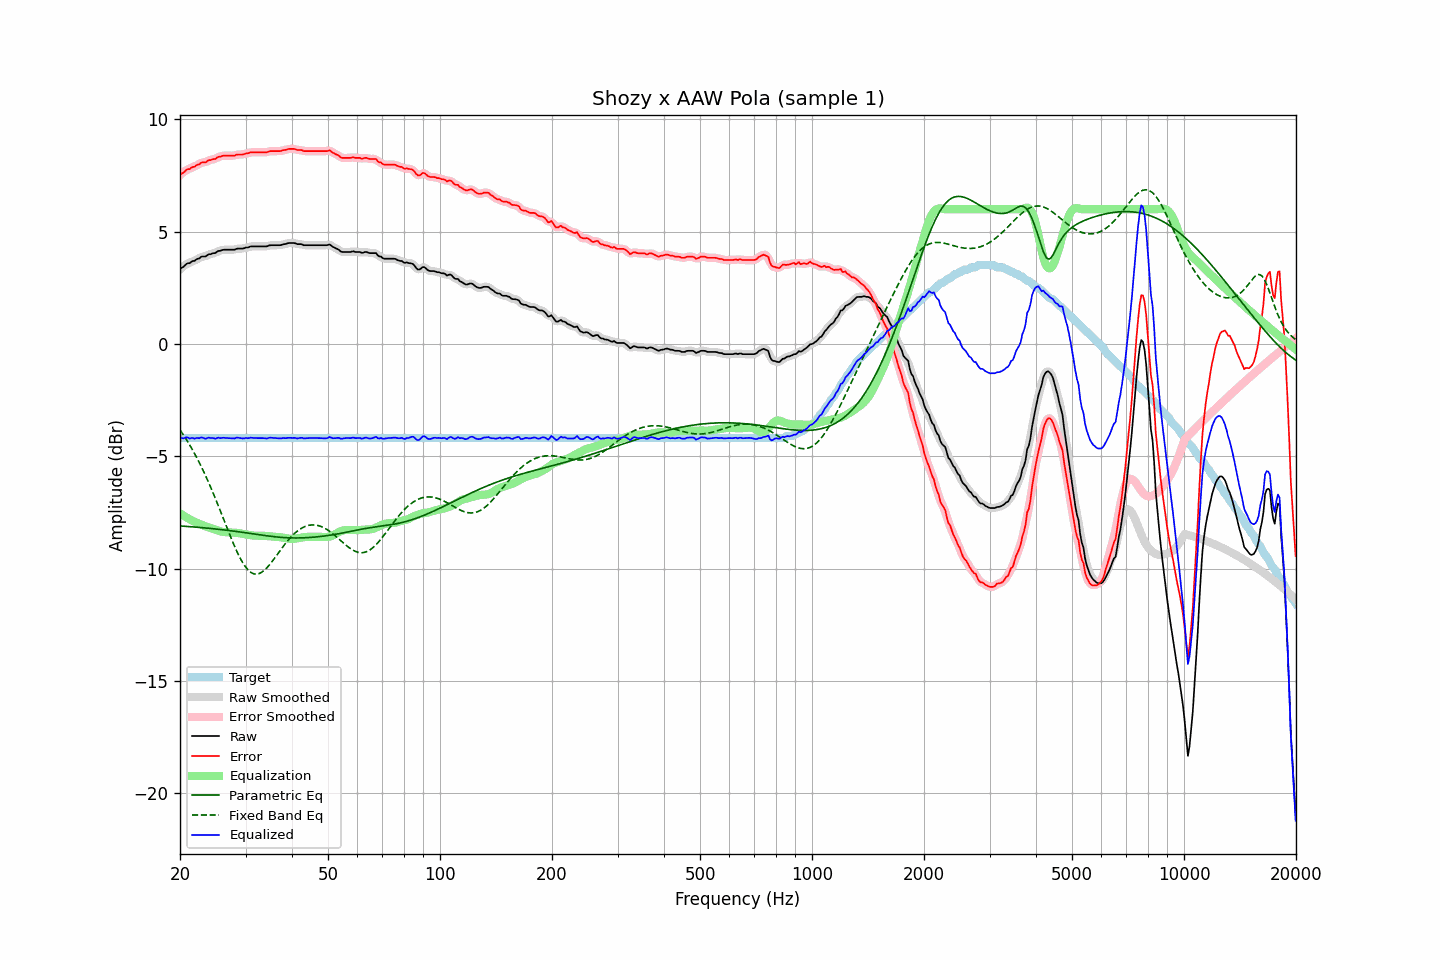 Shozy x AAW Pola (sample 1)
10
5
0
−5
−10
−15
−20
Amplitude (dBr)
Target
Raw Smoothed
Error Smoothed
Raw
Error
Equalization
Parametric Eq
Fixed Band Eq
Equalized
20 50 100 200 500 1000 2000 5000 10000 20000
Frequency (Hz)